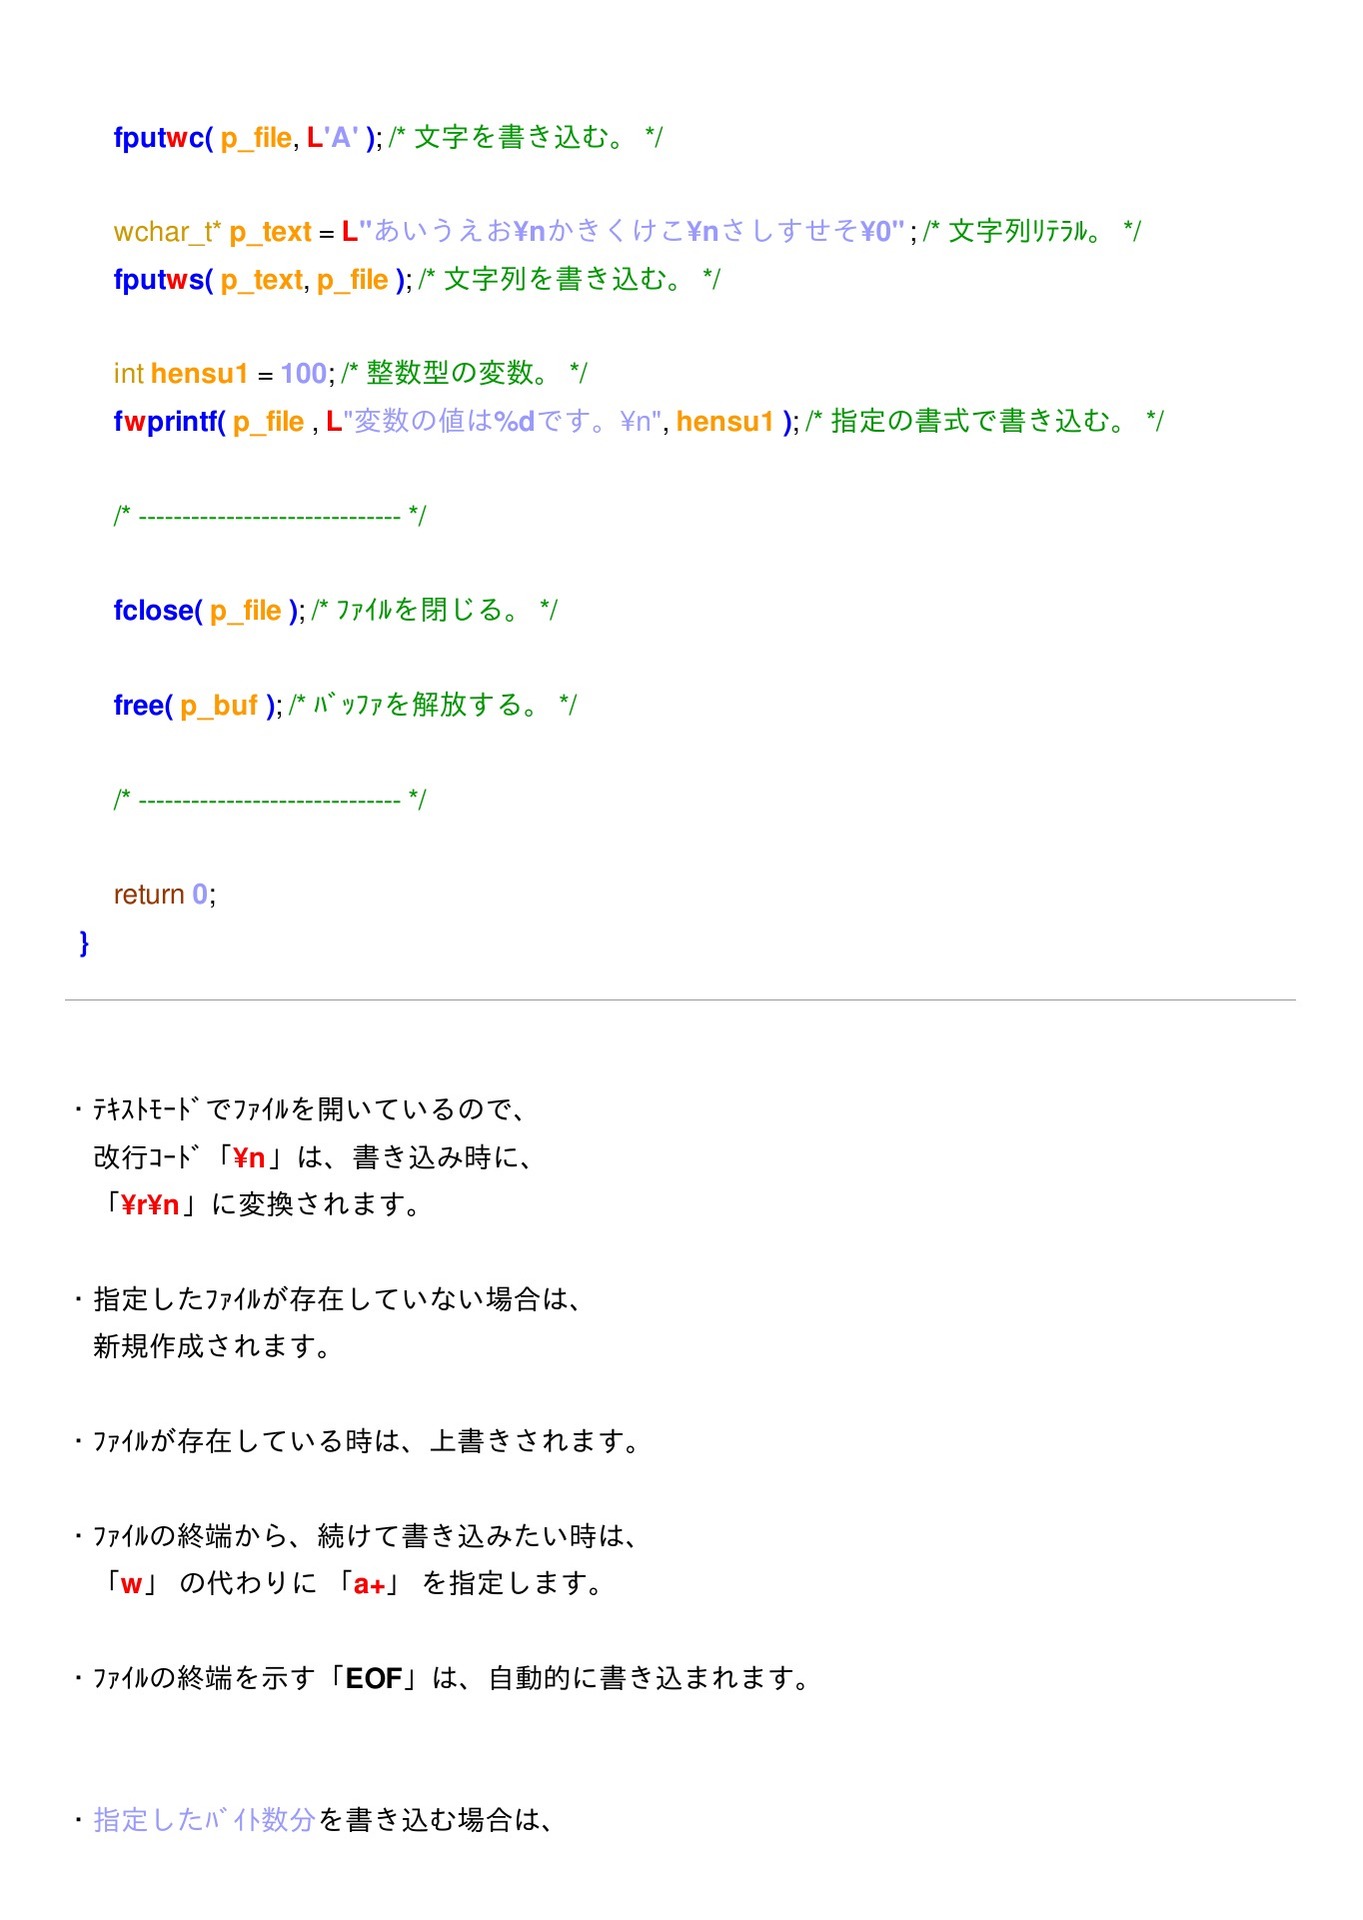 fputwc( p_file, L'A' ); /* 文字を書き込む。 */
wchar_t* p_text = L"あいうえお¥nかきくけこ¥nさしすせそ¥0" ; /* 文字列ﾘﾃﾗﾙ。 */
fputws( p_text, p_file ); /* 文字列を書き込む。 */
int hensu1 = 100; /* 整数型の変数。 */
fwprintf( p_file , L"変数の値は%dです。¥n", hensu1 ); /* 指定の書式で書き込む。 */
/* ------------------------------ */
fclose( p_file ); /* ﾌｧｲﾙを閉じる。 */
free( p_buf ); /* ﾊﾞｯﾌｧを解放する。 */
/* ------------------------------ */
return 0;
}
・ﾃｷｽﾄﾓｰﾄﾞでﾌｧｲﾙを開いているので、
改行ｺｰﾄﾞ「¥n」は、書き込み時に、
「¥r¥n」に変換されます。
・指定したﾌｧｲﾙが存在していない場合は、
新規作成されます。
・ﾌｧｲﾙが存在している時は、上書きされます。
・ﾌｧｲﾙの終端から、続けて書き込みたい時は、
「w」 の代わりに 「a+」 を指定します。
・ﾌｧｲﾙの終端を示す「EOF」は、自動的に書き込まれます。
・指定したﾊﾞｲﾄ数分を書き込む場合は、